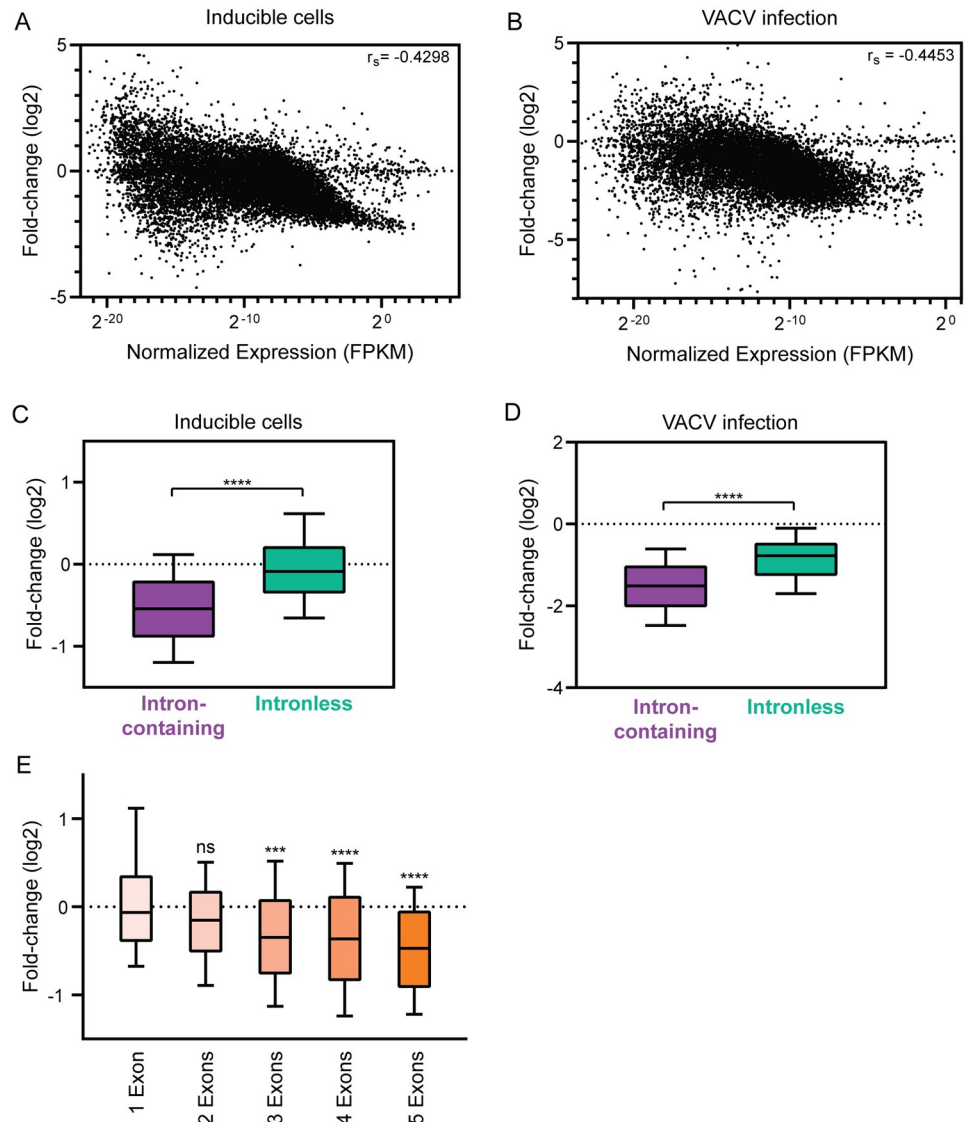 A
Inducible cells
5
0
-5
Fold-change (log2)
rs= -0.4298
2-20
2-10
20
Normalized Expression (FPKM)
B
VACV infection
5
0
-5
Fold-change (log2)
rs = -0.4453
2-20
2-10
20
Normalized Expression (FPKM)
C
Inducible cells
1
0
-1
Fold-change (log2)
****
Intron-
containing
Intronless
D
VACV infection
2
0
-2
-4
Fold-change (log2)
****
Intron-
containing
Intronless
E
1
0
-1
Fold-change (log2)
ns
***
****
****
1 Exon
2 Exons
3 Exons
4 Exons
5 Exons